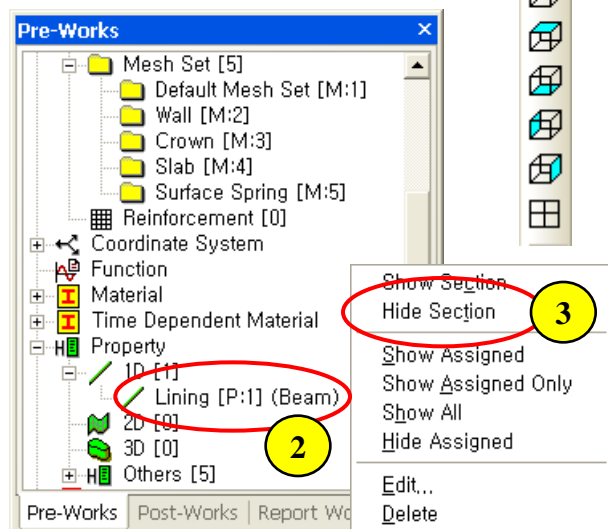 Pre-Works
Mesh Set [5]
Default Mesh Set [M:1]
Wall [M:2]
Crown [M:3]
Slab [M:4]
Surface Spring [M:5]
Reinforcement [0]
Coordinate System
Function
Material
Time Dependent Material
Property
1D [1]
Lining [P:1] (Beam)
2D [0]
3D [0]
Others [5]
2
Pre-Works Post-Works Report Wo
Show Section
Hide Section
3
Show Assigned
Show Assigned Only
Show All
Hide Assigned
Edit...
Delete